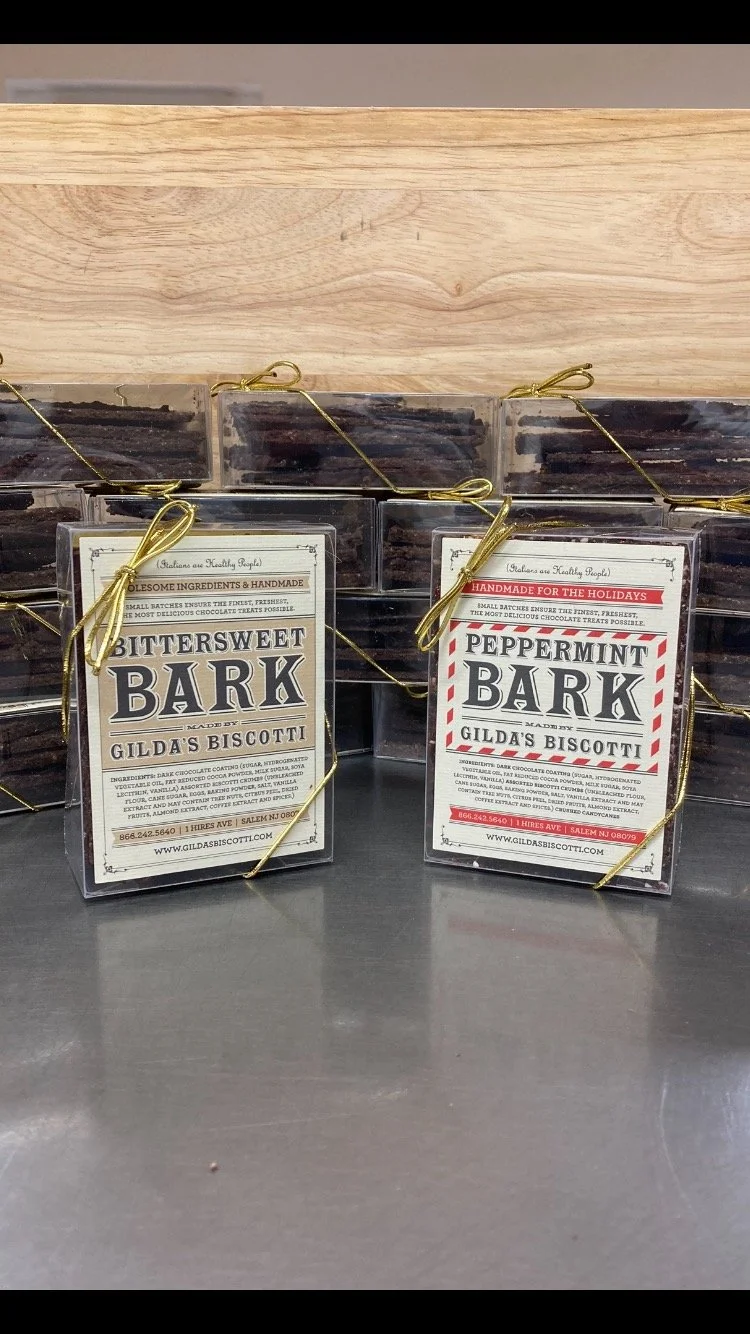 (Italians are Healthy People)
OLESOME INGREDIENTS & HANDMADE
SMALL BATCHES ENSURE THE FINEST, FRESHEST,
THE MOST DELICIOUS CHOCOLATE TREATS POSSIBLE.
BITTERSWEET
BARK
MADE BY
GILDA'S BISCOTTI
INGREDIENTS: DARK CHOCOLATE COATING (SUGAR, HYDROGENATED
VEGETABLE OIL, FAT REDUCED COCOA POWDER, MILK SUGAR, SOYA
LECITHIN, VANILLA) ASSORTED BISCOTTI CRUMBS (UNBLEACHED
FLOUR, CANE SUGAR, EGGS, BAKING POWDER, SALT, VANILLA
EXTRACT AND MAY CONTAIN TREE NUTS, CITRUS PEEL, DRIED
FRUITS, ALMOND EXTRACT, COFFEE EXTRACT AND SPICES.)
866.242.5640 | 1 HIRES AVE | SALEM NJ 0807
WWW.GILDASBISCOTTI.COM
(Italians are Healthy People)
HANDMADE FOR THE HOLIDAYS
SMALL BATCHES ENSURE THE FINEST, FRESHEST,
THE MOST DELICIOUS CHOCOLATE TREATS POSSIBLE.
PEPPERMINT
BARK
MADE BY
GILDA'S BISCOTTI
INGREDIENTS: DARK CHOCOLATE COATING (SUGAR, HYDROGENATED
VEGETABLE OIL, FAT REDUCED COCOA POWDER, MILK SUGAR, SOYA
LECITHIN, VANILLA) ASSORTED BISCOTTI CRUMBS (UNBLEACHED FLOUR,
CANE SUGAR, EGGS, BAKING POWDER, SALT, VANILLA EXTRACT AND MAY
CONTAIN TREE NUTS, CITRUS PEEL, DRIED FRUITS, ALMOND EXTRACT,
COFFEE EXTRACT AND SPICES.) CRUSHED CANDYCANES
866.242.5640 | 1 HIRES AVE | SALEM NJ 08079
WWW.GILDASBISCOTTI.COM